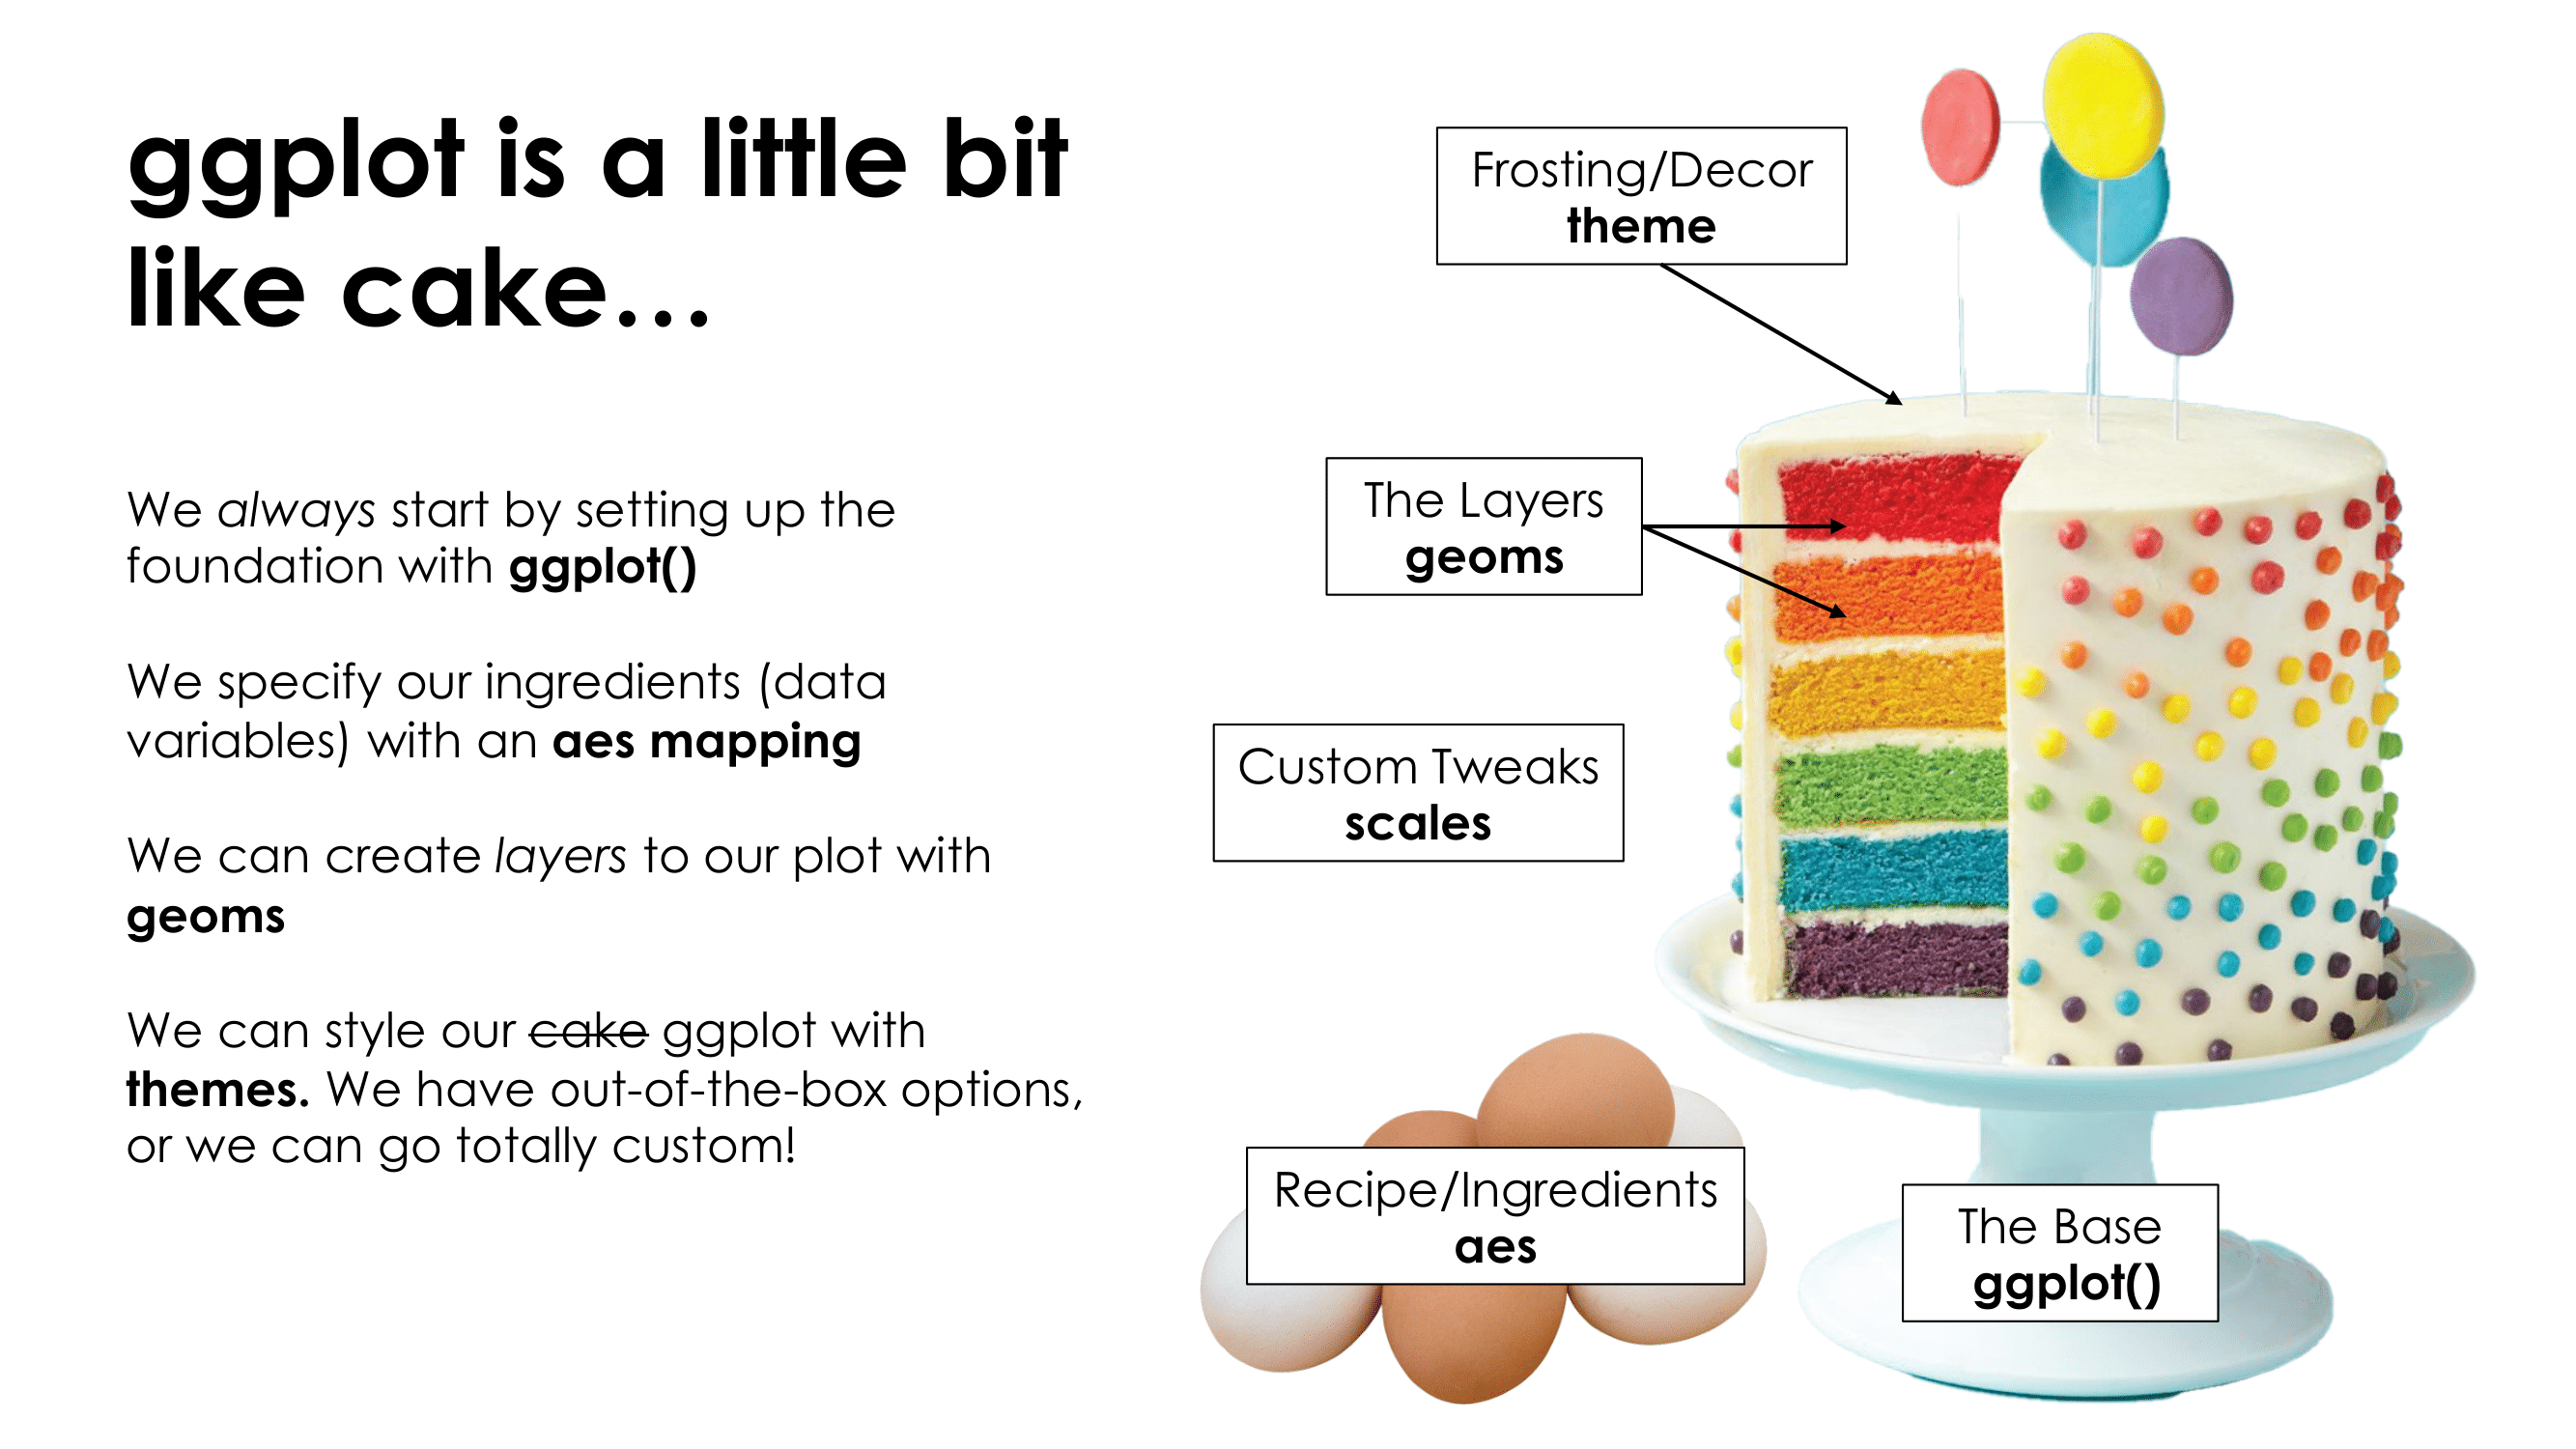 ggplot is a little bit
like cake…
We always start by setting up the
foundation with ggplot()
We specify our ingredients (data
variables) with an aes mapping
We can create layers to our plot with
geoms
We can style our cake ggplot with
themes. We have out-of-the-box options,
or we can go totally custom!
Frosting/Decor
theme
The Layers
geoms
Custom Tweaks
scales
Recipe/Ingredients
aes
The Base
ggplot()